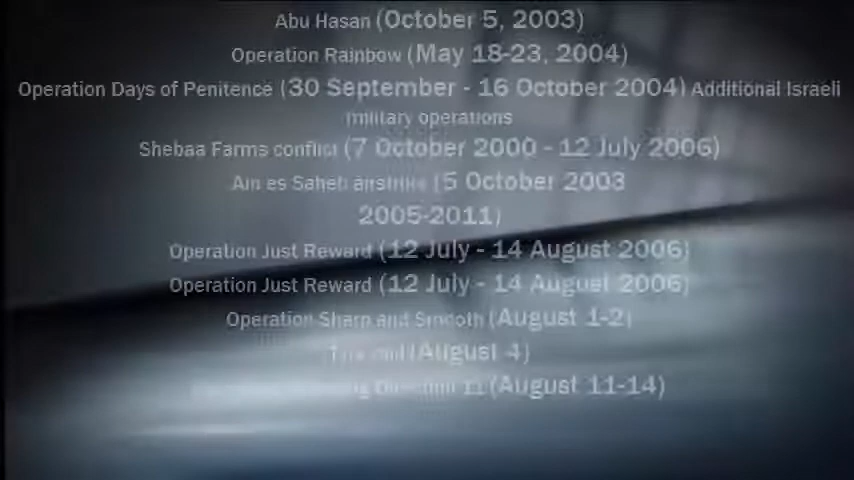 Abu Hasan (October 5, 2003)
Operation Rainbow (May 18-23, 2004)
Operation Days of Penitence (30 September - 16 October 2004) Additional Israeli
military operations
Shebaa Farms conflict (7 October 2000 - 12 July 2006)
Ain es Saheb airstrike (5 October 2003
2005-2011)
Operation Just Reward (12 July - 14 August 2006)
Operation Just Reward (12 July - 14 August 2006)
Operation Sharp and Smooth (August 1-2)
(August 4)
(August 11-14)